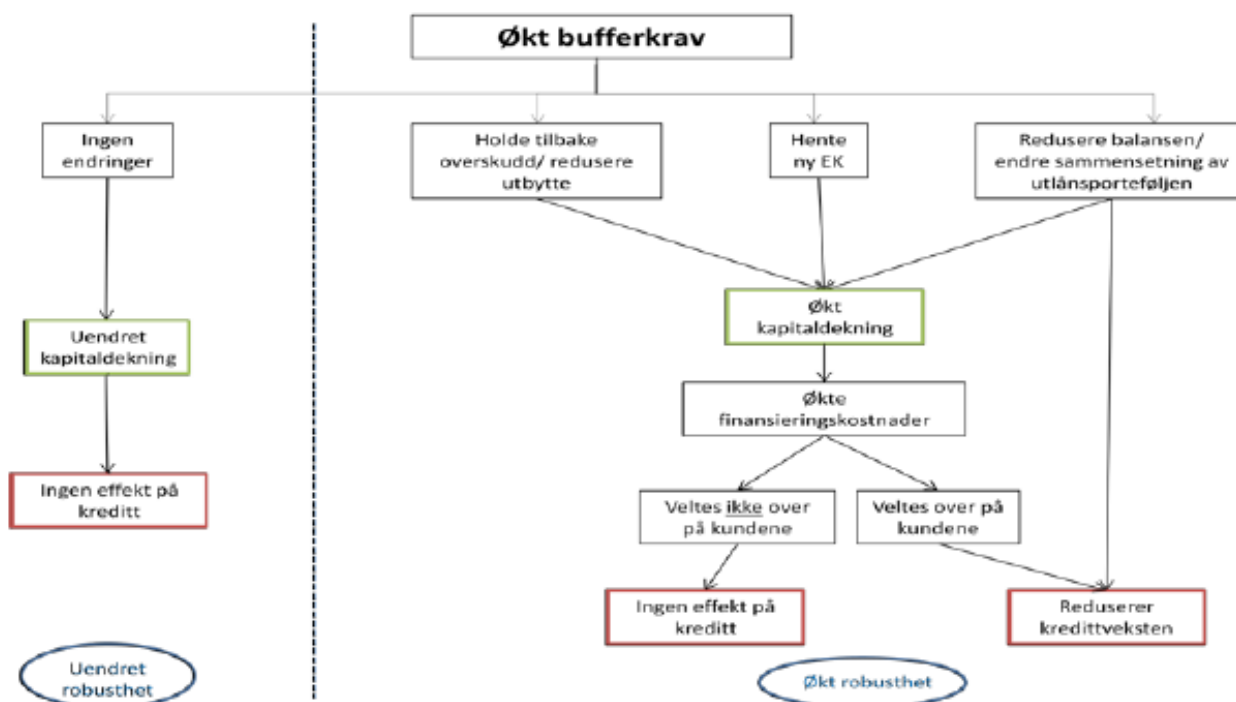 Økt bufferkrav
Ingen
endringer
Holde tilbake
overskudd/ redusere
utbytte
Hente
ny EK
Redusere balansen/
endre sammensetning av
utlånsporteføljen
Uendret
kapitaldekning
Økt
kapitaldekning
Økte
finansieringskostnader
Ingen effekt på
kreditt
Veltes ikke over
på kundene
Veltes over på
kundene
Ingen effekt på
kreditt
Reduserer
kredittveksten
Uendret
robusthet
Økt robusthet